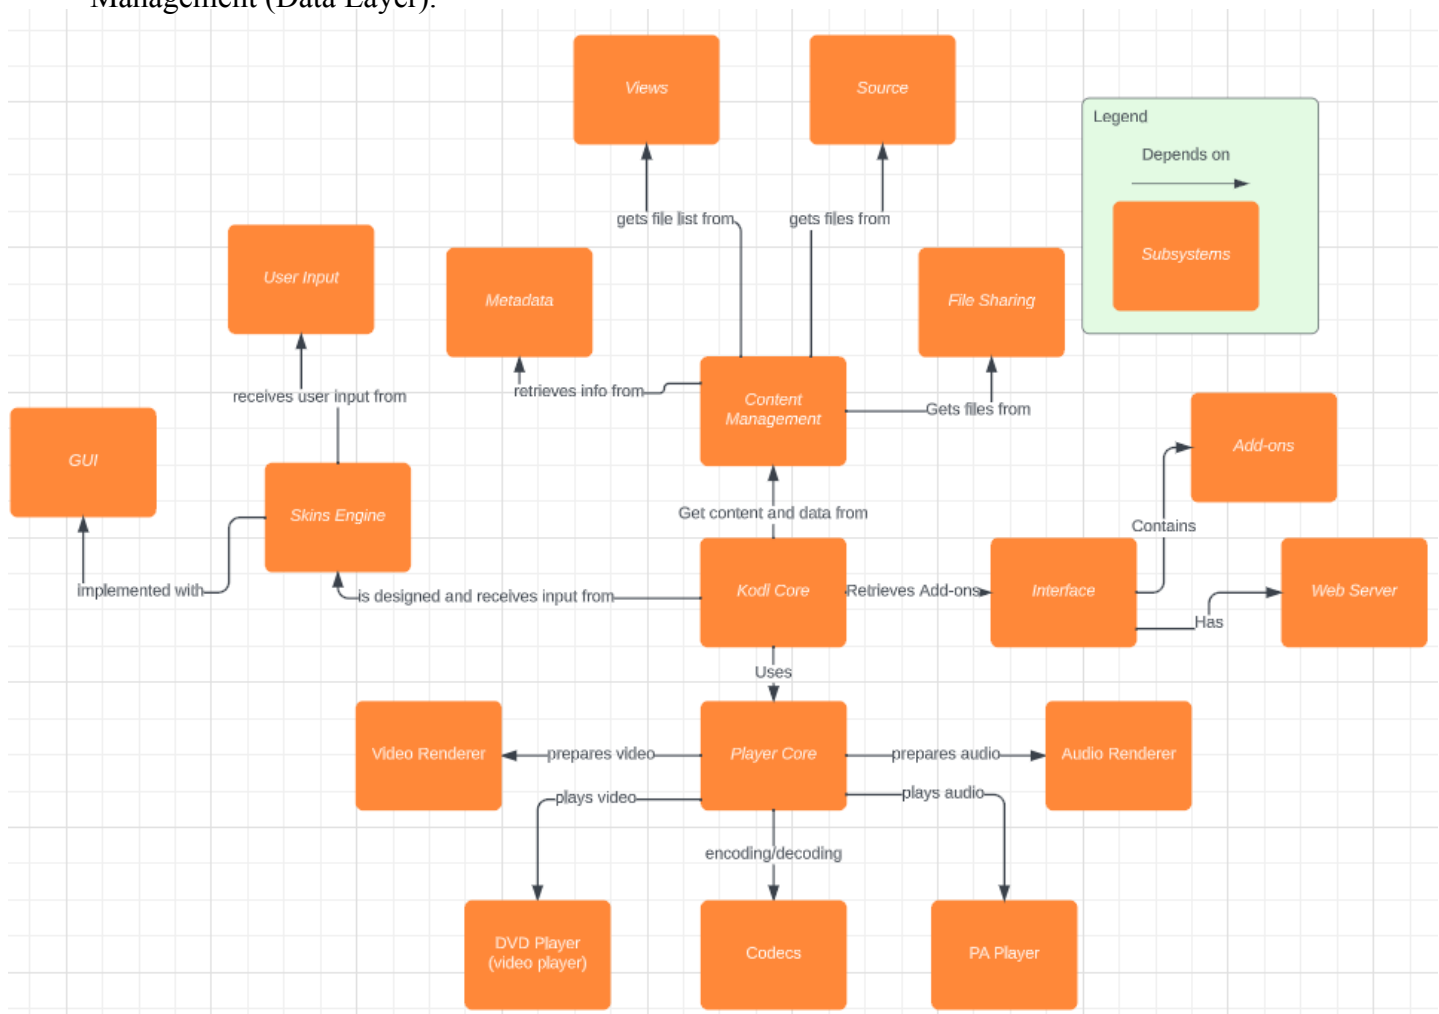 Management (Data Layer).
Views
Source
Legend
Depends on
Subsystems
gets file list from
gets files from
User Input
Metadata
File Sharing
receives user input from
retrieves info from
Content
Management
Gets files from
Add-ons
GUI
Skins Engine
Get content and data from
Contains
implemented with
is designed and receives input from
Kodi Core
Retrieves Add-ons
Interface
Has
Web Server
Uses
Video Renderer
prepares video
Player Core
prepares audio
Audio Renderer
plays video
plays audio
encoding/decoding
DVD Player
(video player)
Codecs
PA Player